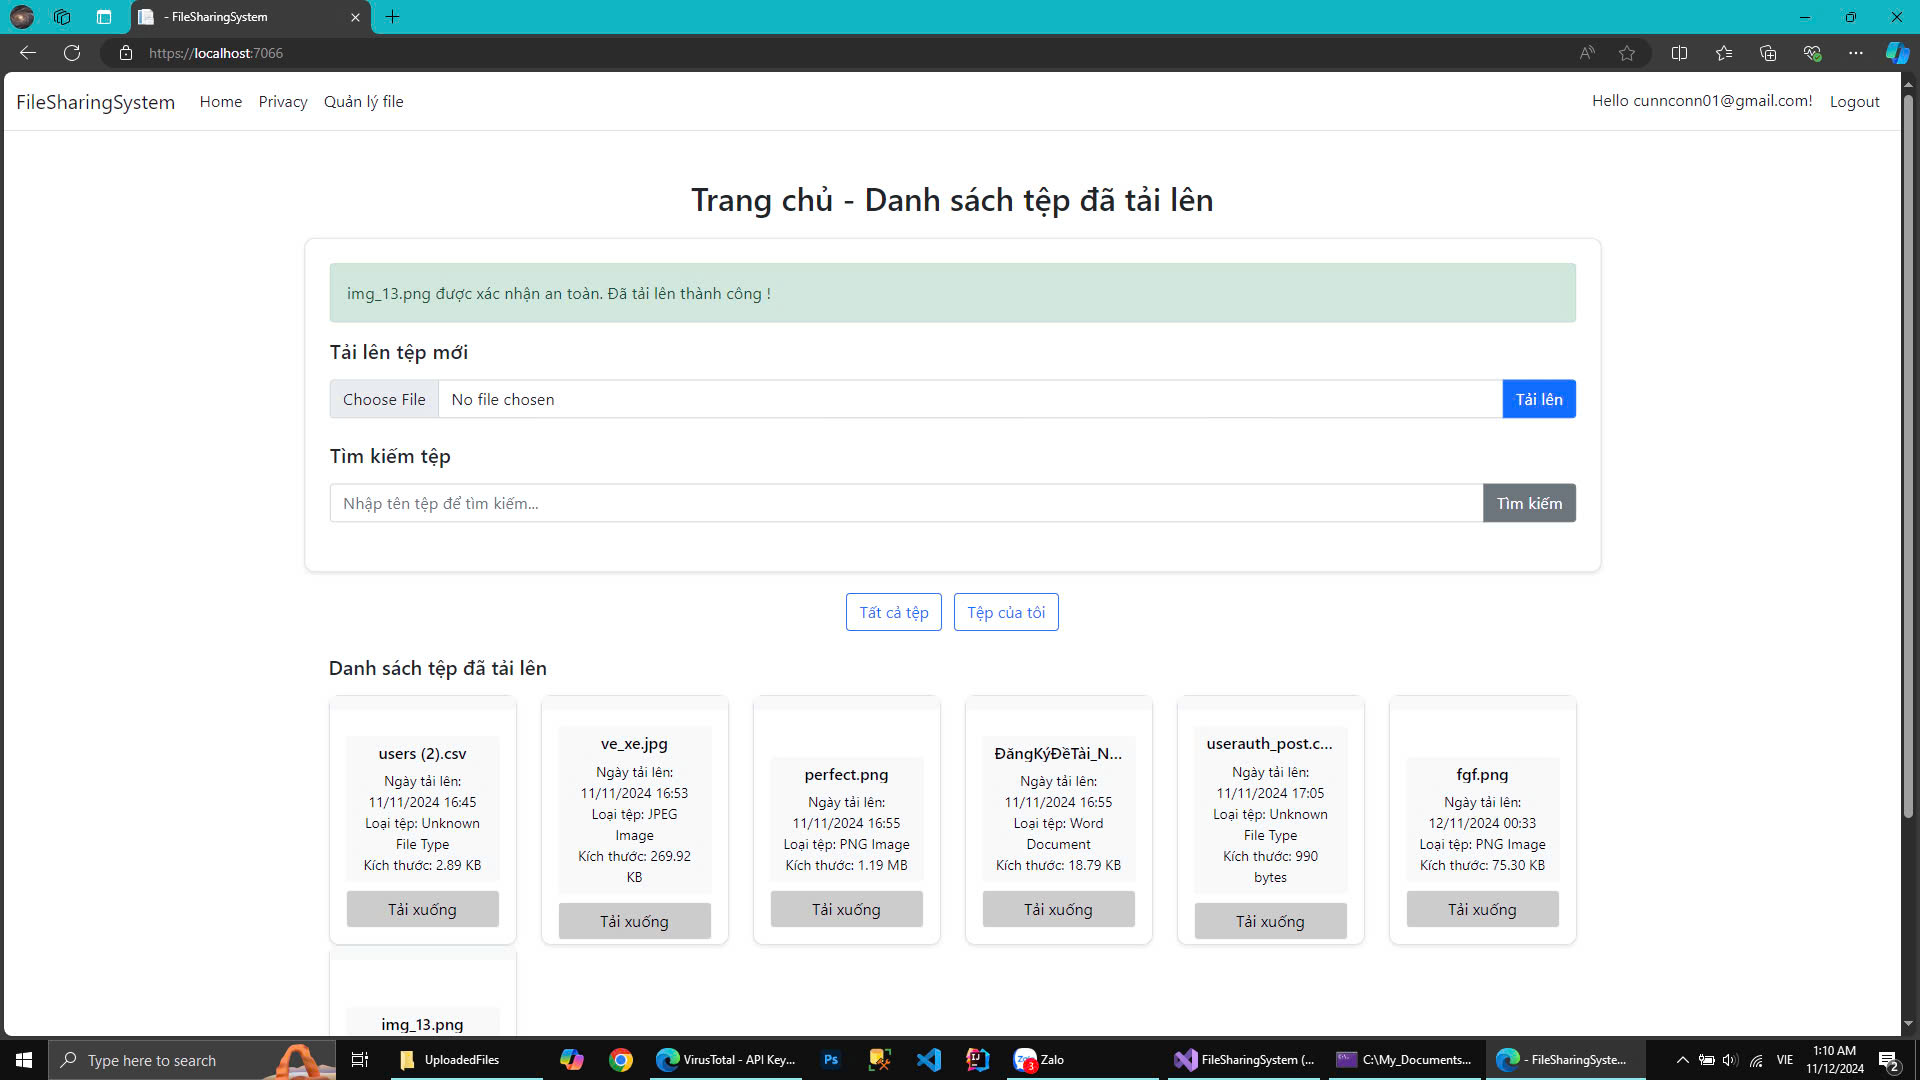 - FileSharingSystem
https://localhost:7066
FileSharingSystem
Home
Privacy
Quản lý file
Hello cunnconn01@gmail.com!
Logout
Trang chủ - Danh sách tệp đã tải lên
img_13.png được xác nhận an toàn. Đã tải lên thành công !
Tải lên tệp mới
Choose File
No file chosen
Tải lên
Tìm kiếm tệp
Nhập tên tệp để tìm kiếm...
Tìm kiếm
Tất cả tệp
Tệp của tôi
Danh sách tệp đã tải lên
users (2).csv
Ngày tải lên:
11/11/2024 16:45
Loại tệp: Unknown
File Type
Kích thước: 2.89 KB
Tải xuống
ve_xe.jpg
Ngày tải lên:
11/11/2024 16:53
Loại tệp: JPEG
Image
Kích thước: 269.92
KB
Tải xuống
perfect.png
Ngày tải lên:
11/11/2024 16:55
Loại tệp: PNG Image
Kích thước: 1.19 MB
Tải xuống
ĐăngKýĐềTài_N...
Ngày tải lên:
11/11/2024 16:55
Loại tệp: Word
Document
Kích thước: 18.79 KB
Tải xuống
userauth_post.c...
Ngày tải lên:
11/11/2024 17:05
Loại tệp: Unknown
File Type
Kích thước: 990
bytes
Tải xuống
fgf.png
Ngày tải lên:
12/11/2024 00:33
Loại tệp: PNG Image
Kích thước: 75.30 KB
Tải xuống
img_13.png
Type here to search
UploadedFiles
VirusTotal - API Key...
Ps
Zalo
3
FileSharingSystem (...
C:\My_Documents...
- FileSharingSyste...
VIE
1:10 AM
11/12/2024
2